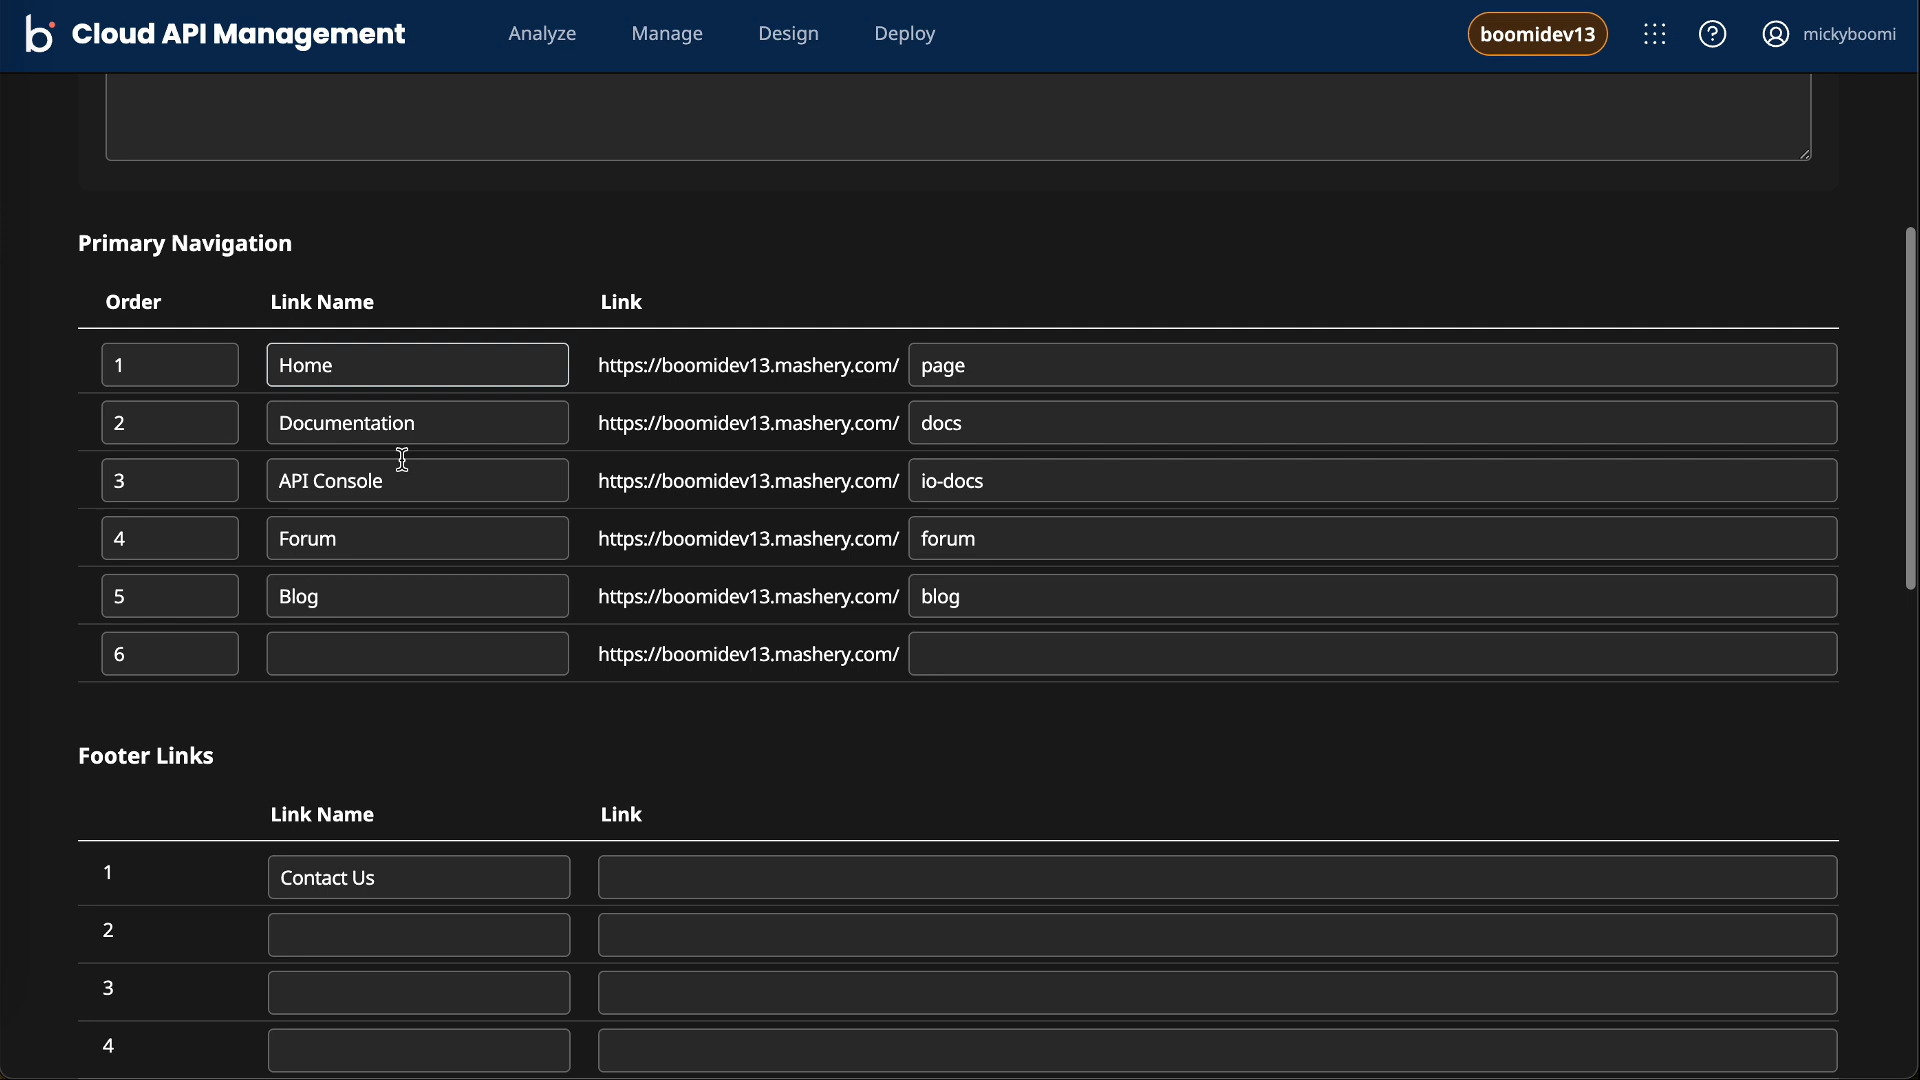 b Cloud API Management Analyze Manage Design Deploy boomidev13 mickyboomi
Primary Navigation
Order Link Name Link
1 Home https://boomidev13.mashery.com/ page
2 Documentation https://boomidev13.mashery.com/ docs
3 API Console https://boomidev13.mashery.com/ io-docs
4 Forum https://boomidev13.mashery.com/ forum
5 Blog https://boomidev13.mashery.com/ blog
6 https://boomidev13.mashery.com/
Footer Links
Link Name Link
1 Contact Us
2
3
4